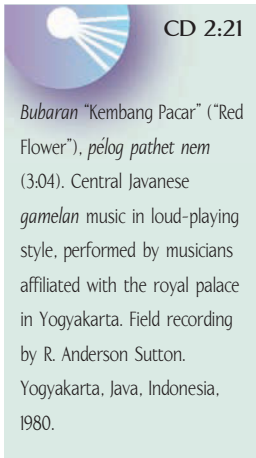 CD 2:21
Bubaran “Kembang Pacar” (“Red
Flower”), pélog pathet nem
(3:04). Central Javanese
gamelan music in loud-playing
style, performed by musicians
affiliated with the royal palace
in Yogyakarta. Field recording
by R. Anderson Sutton.
Yogyakarta, Java, Indonesia,
1980.